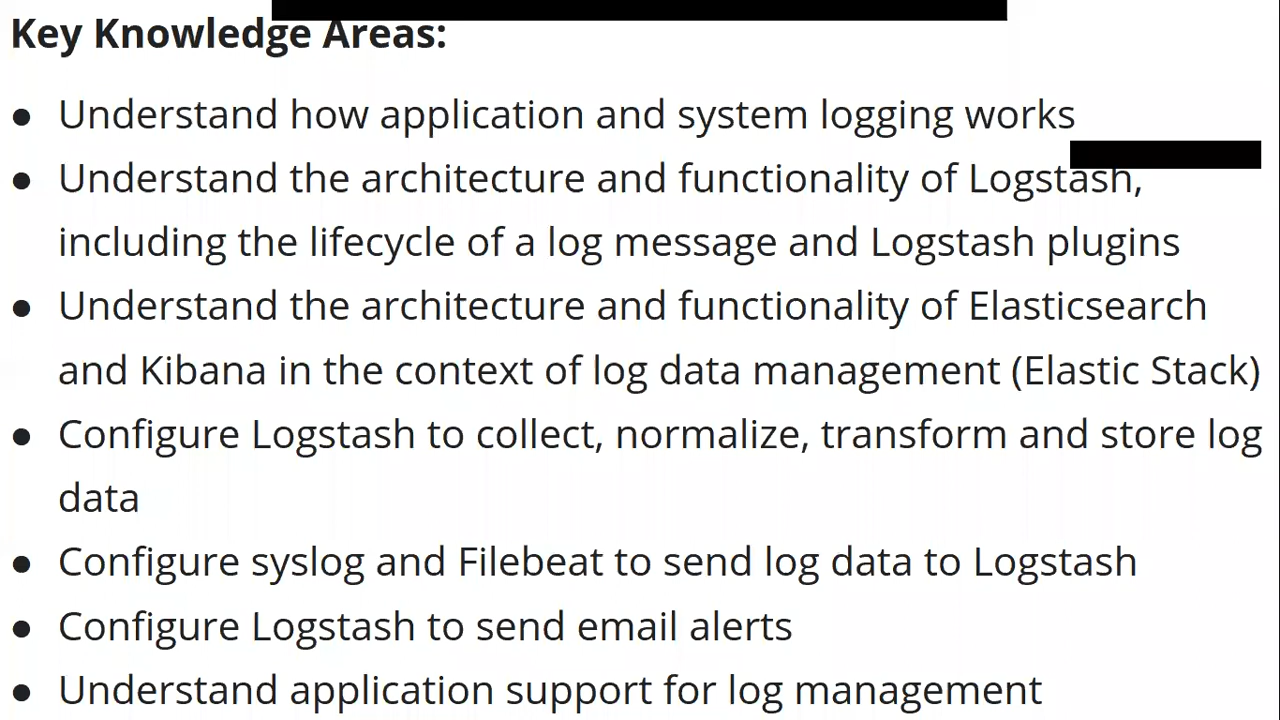 Key Knowledge Areas:
● Understand how application and system logging works
● Understand the architecture and functionality of Logstash,
including the lifecycle of a log message and Logstash plugins
● Understand the architecture and functionality of Elasticsearch
and Kibana in the context of log data management (Elastic Stack)
● Configure Logstash to collect, normalize, transform and store log
data
● Configure syslog and Filebeat to send log data to Logstash
● Configure Logstash to send email alerts
● Understand application support for log management